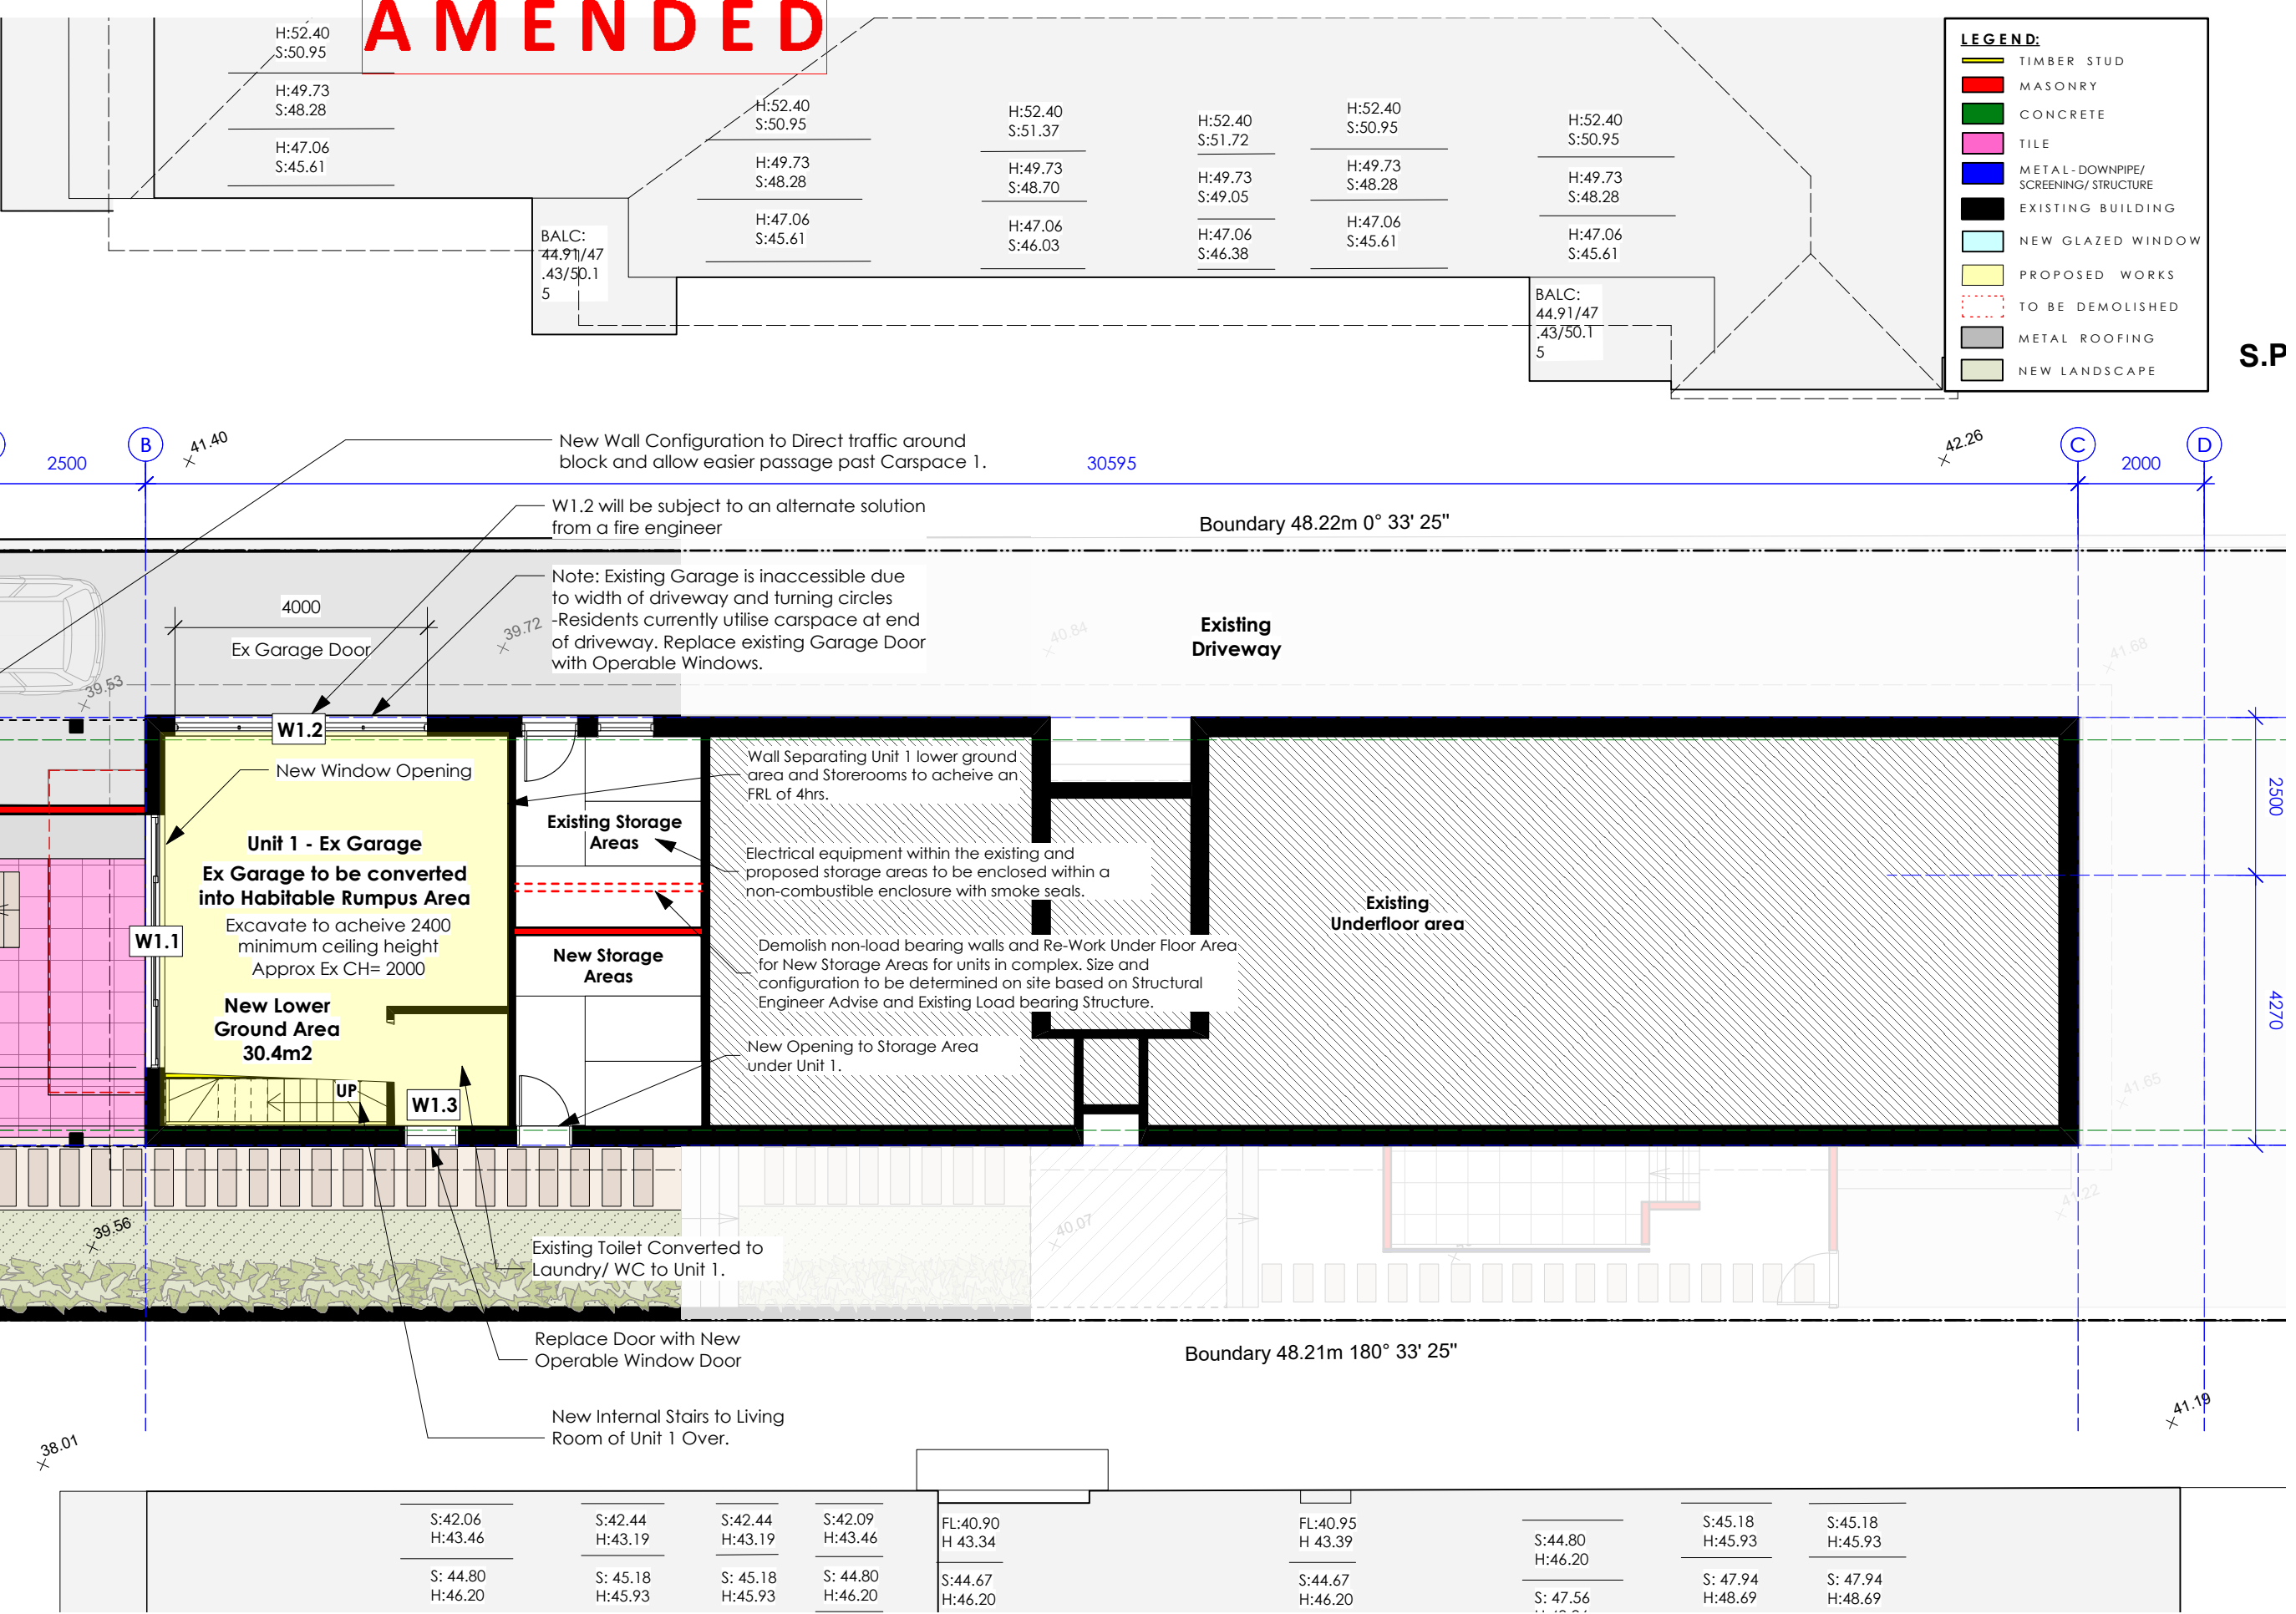 AMENDED
H:52.40
S:50.95
H:49.73
S:48.28
H:47.06
S:45.61
H:52.40
S:50.95
H:49.73
S:48.28
H:47.06
S:45.61
H:52.40
S:51.37
H:49.73
S:48.70
H:47.06
S:46.03
H:52.40
S:51.72
H:49.73
S:49.05
H:47.06
S:46.38
H:52.40
S:50.95
H:49.73
S:48.28
H:47.06
S:45.61
H:52.40
S:50.95
H:49.73
S:48.28
H:47.06
S:45.61
BALC:
44.91/47
.43/50.1
5
BALC:
44.91/47
.43/50.1
5
LEGEND:
TIMBER STUD
MASONRY
CONCRETE
TILE
METAL-DOWNPIPE/
SCREENING/ STRUCTURE
EXISTING BUILDING
NEW GLAZED WINDOW
PROPOSED WORKS
TO BE DEMOLISHED
METAL ROOFING
NEW LANDSCAPE
S.P
2500
B
41.40
New Wall Configuration to Direct traffic around
block and allow easier passage past Carspace 1.
30595
42.26
C
2000
D
W1.2 will be subject to an alternate solution
from a fire engineer
Boundary 48.22m 0° 33' 25"
Note: Existing Garage is inaccessible due
to width of driveway and turning circles
-Residents currently utilise carspace at end
of driveway. Replace existing Garage Door
with Operable Windows.
4000
Ex Garage Door
39.72
39.53
40.84
Existing
Driveway
41.68
W1.2
New Window Opening
Wall Separating Unit 1 lower ground
area and Storerooms to acheive an
FRL of 4hrs.
2500
Unit 1 - Ex Garage
Ex Garage to be converted
into Habitable Rumpus Area
Excavate to acheive 2400
minimum ceiling height
Approx Ex CH= 2000
Existing Storage
Areas
Electrical equipment within the existing and
proposed storage areas to be enclosed within a
non-combustible enclosure with smoke seals.
Existing
Underfloor area
W1.1
New Storage
Areas
Demolish non-load bearing walls and Re-Work Under Floor Area
for New Storage Areas for units in complex. Size and
configuration to be determined on site based on Structural
Engineer Advise and Existing Load bearing Structure.
New Lower
Ground Area
30.4m2
4270
New Opening to Storage Area
under Unit 1.
UP
W1.3
41.65
41.22
39.56
40.07
Existing Toilet Converted to
Laundry/ WC to Unit 1.
Replace Door with New
Operable Window Door
Boundary 48.21m 180° 33' 25"
New Internal Stairs to Living
Room of Unit 1 Over.
38.01
41.19
S:42.06
H:43.46
S: 44.80
H:46.20
S:42.44
H:43.19
S: 45.18
H:45.93
S:42.44
H:43.19
S: 45.18
H:45.93
S:42.09
H:43.46
S: 44.80
H:46.20
FL:40.90
H 43.34
S:44.67
H:46.20
FL:40.95
H 43.39
S:44.67
H:46.20
S:44.80
H:46.20
S: 47.56
S:45.18
H:45.93
S: 47.94
H:48.69
S:45.18
H:45.93
S: 47.94
H:48.69